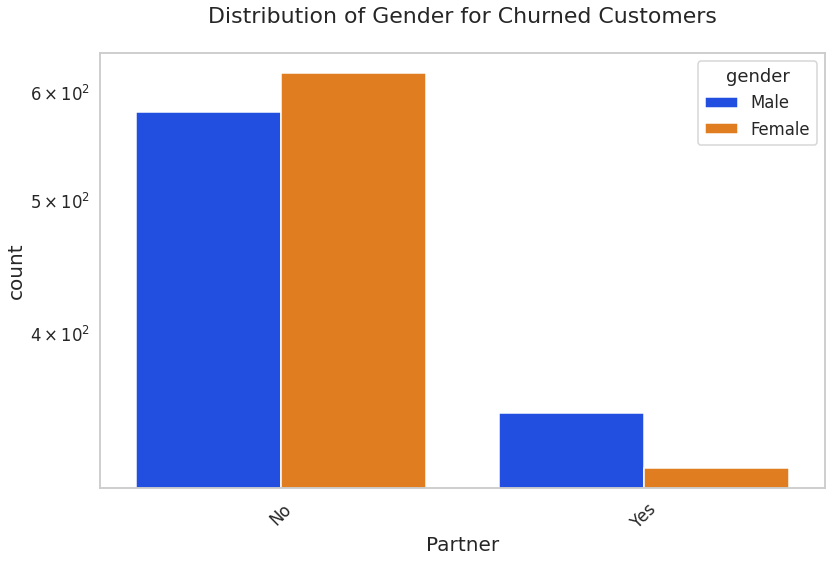 Distribution of Gender for Churned Customers
6 × 10²
5 × 10²
4 × 10²
count
gender
Male
Female
No
Yes
Partner